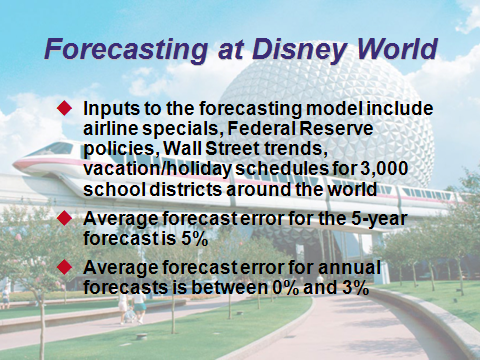 Forecasting at Disney World
Inputs to the forecasting model include
airline specials, Federal Reserve
policies, Wall Street trends,
vacation/holiday schedules for 3,000
school districts around the world
Average forecast error for the 5-year
forecast is 5%
Average forecast error for annual
forecasts is between 0% and 3%